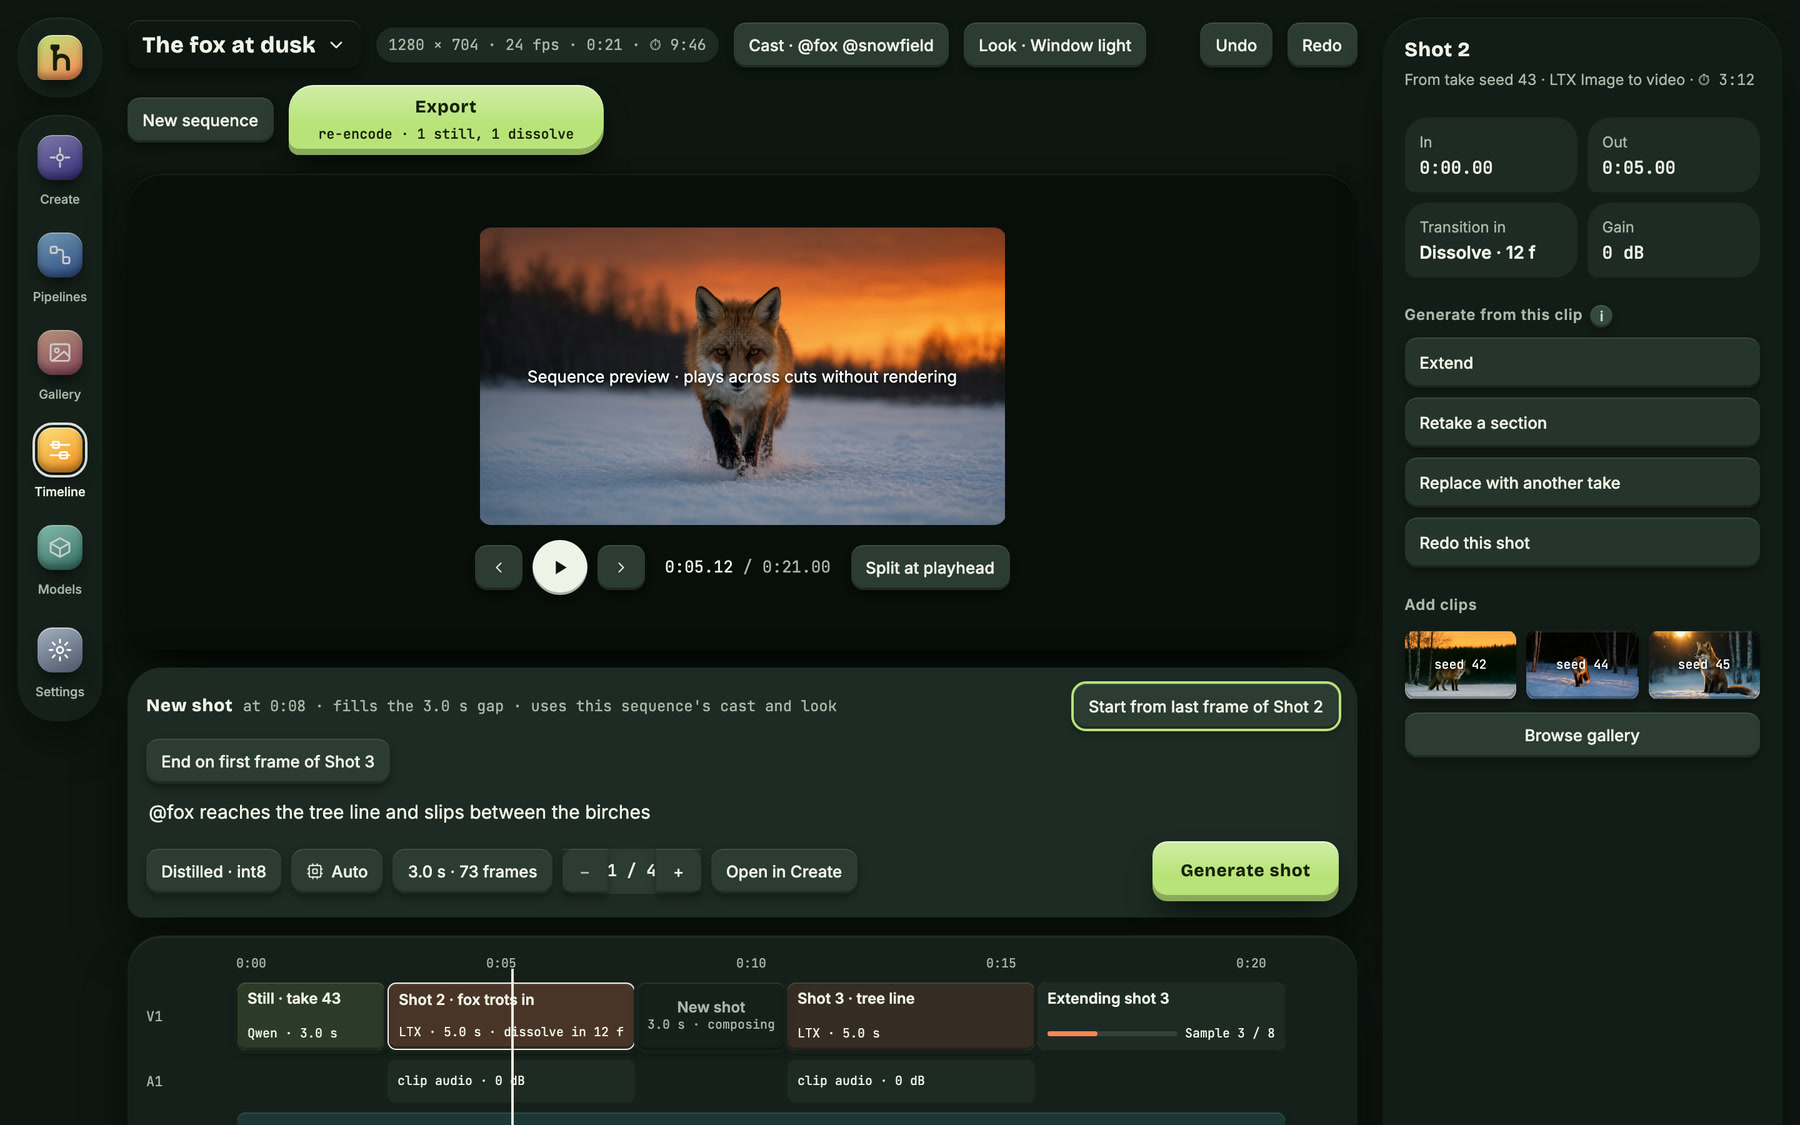 The fox at dusk
1280 × 704 · 24 fps · 0:21 · ⏱ 9:46
Cast · @fox @snowfield
Look · Window light
Undo
Redo
New sequence
Export
re-encode · 1 still, 1 dissolve
Create
Pipelines
Gallery
Timeline
Models
Settings
Sequence preview · plays across cuts without rendering
0:05.12 / 0:21.00
Split at playhead
New shot at 0:08 · fills the 3.0 s gap · uses this sequence's cast and look
Start from last frame of Shot 2
End on first frame of Shot 3
@fox reaches the tree line and slips between the birches
Distilled · int8
Auto
3.0 s · 73 frames
− 1 / 4 +
Open in Create
Generate shot
0:00 0:05 0:10 0:15 0:20
V1
Still · take 43
Qwen · 3.0 s
Shot 2 · fox trots in
LTX · 5.0 s · dissolve in 12 f
New shot
3.0 s · composing
Shot 3 · tree line
LTX · 5.0 s
Extending shot 3
Sample 3 / 8
A1
clip audio · 0 dB
clip audio · 0 dB
Shot 2
From take seed 43 · LTX Image to video · ⏱ 3:12
In
0:00.00
Out
0:05.00
Transition in
Dissolve · 12 f
Gain
0 dB
Generate from this clip i
Extend
Retake a section
Replace with another take
Redo this shot
Add clips
seed 42
seed 44
seed 45
Browse gallery